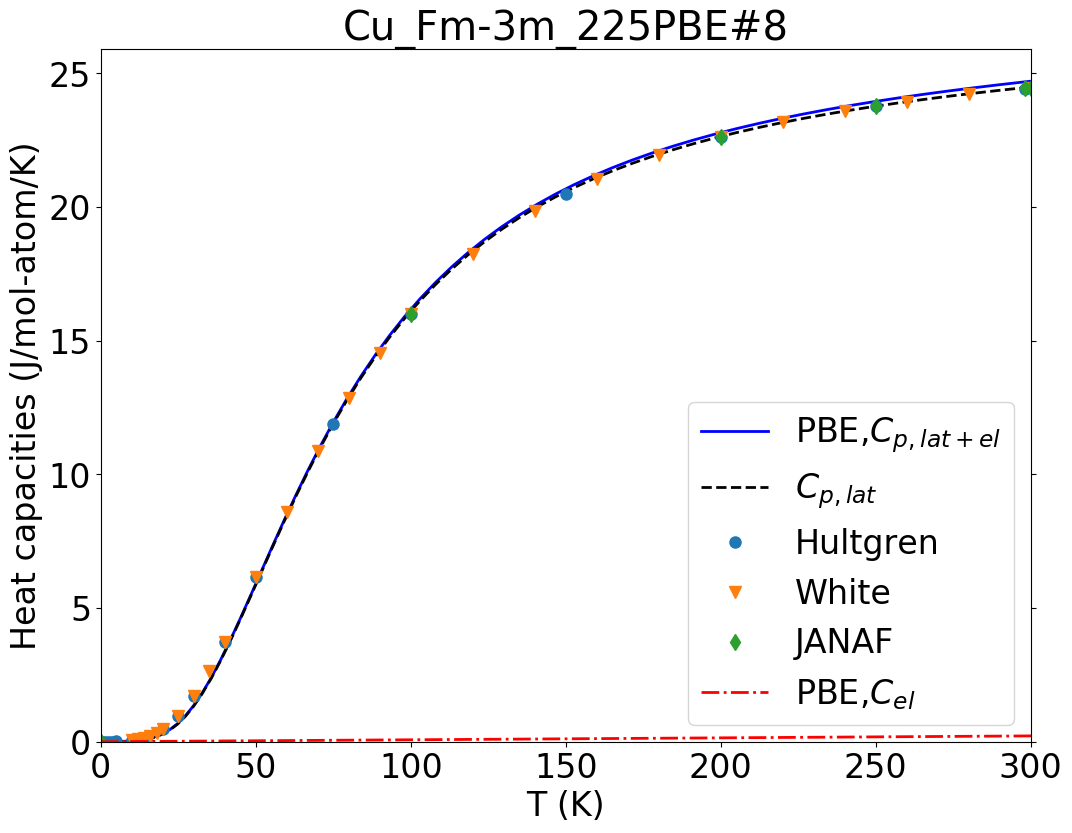 Cu_Fm-3m_225PBE#8
Heat capacities (J/mol-atom/K)
25
20
15
10
5
0
0 50 100 150 200 250 300
T (K)
PBE,C_{p,lat+el}
C_{p,lat}
Hultgren
White
JANAF
PBE,C_{el}